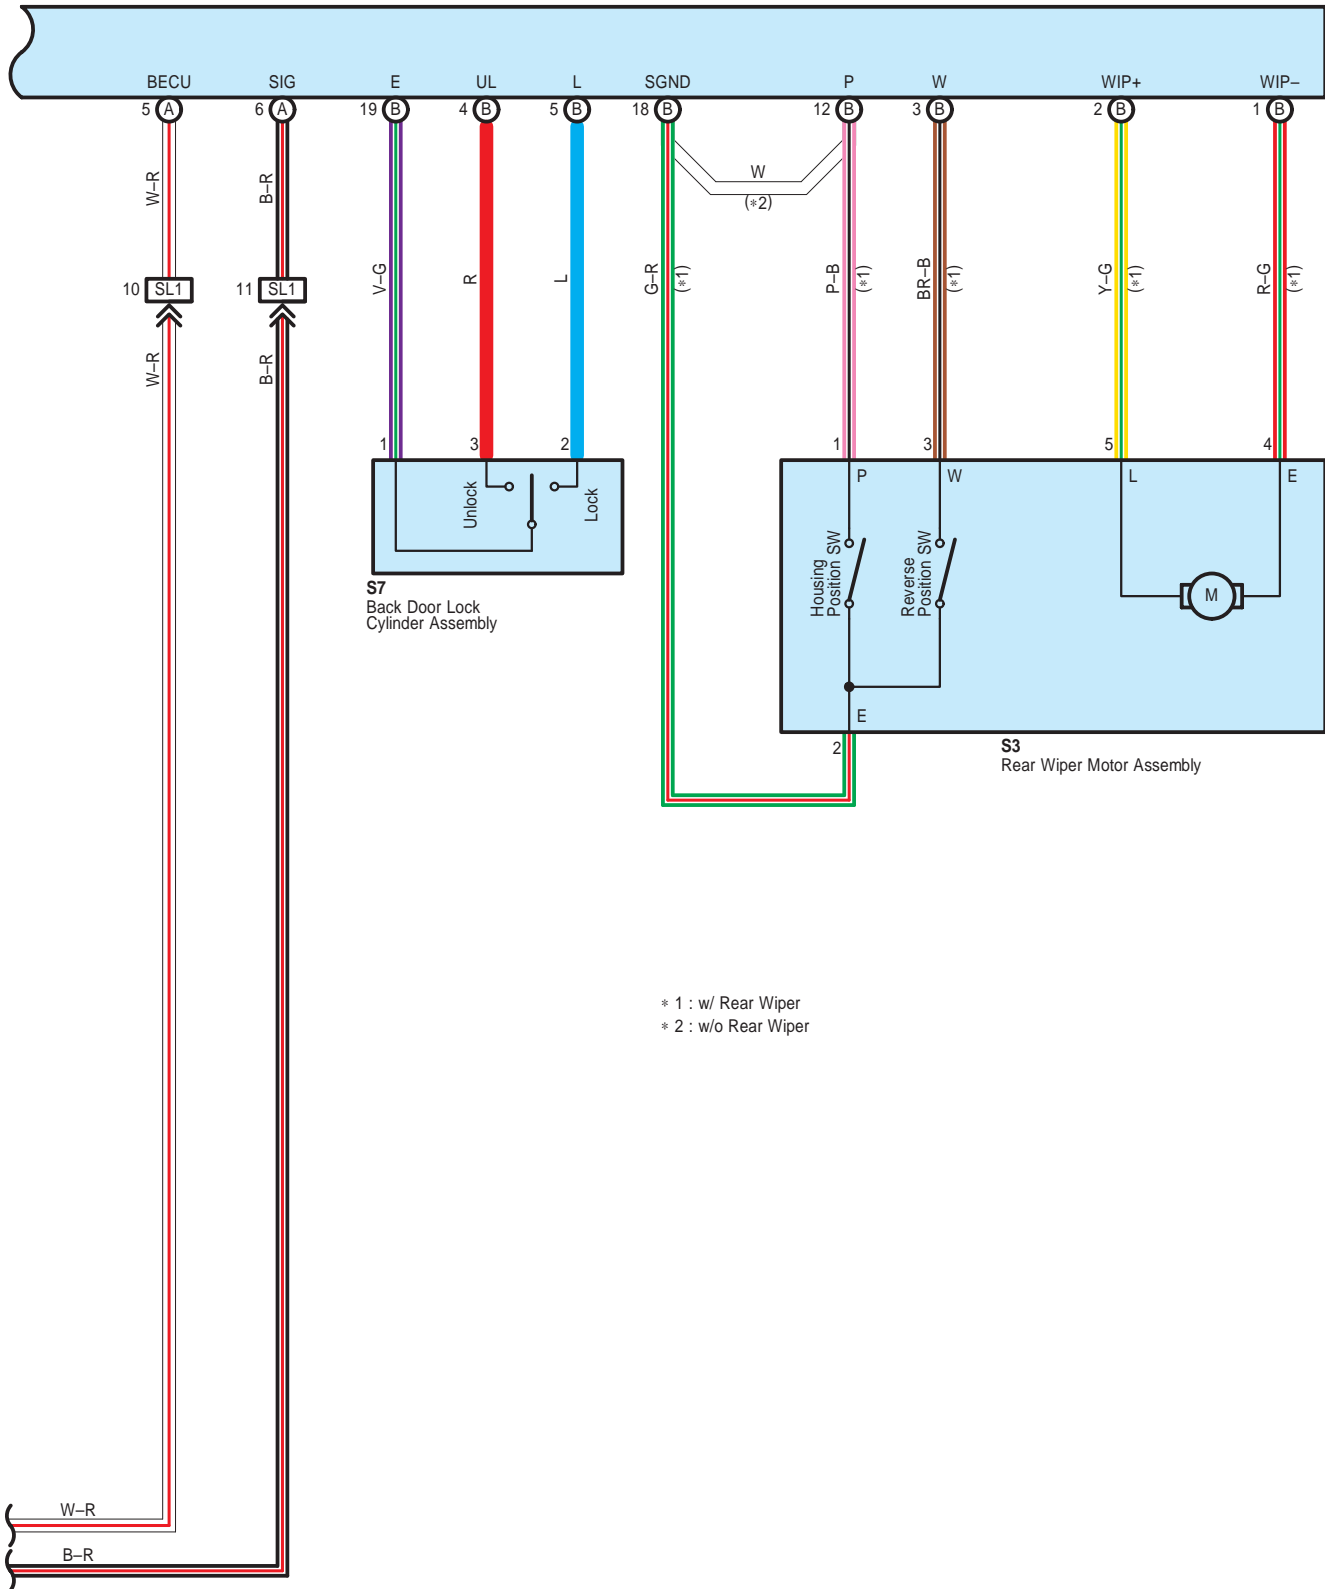 BECU SIG E UL L SGND P W WIP+ WIP–
5 A 6 A 19 B 4 B 5 B 18 B 12 B 3 B 2 B 1 B
W
(*2)
W–R
B–R
V–G
R
L
G–R
(*1)
P–B
(*1)
BR–B
(*1)
Y–G
(*1)
R–G
(*1)
10 SL1 11 SL1
W–R
B–R
1 3 2 1 3 5 4
P W L E
Unlock
Lock
Housing
Position SW
Reverse
Position SW
M
S7
Back Door Lock
Cylinder Assembly
E
2
S3
Rear Wiper Motor Assembly
* 1 : w/ Rear Wiper
* 2 : w/o Rear Wiper
W–R
B–R